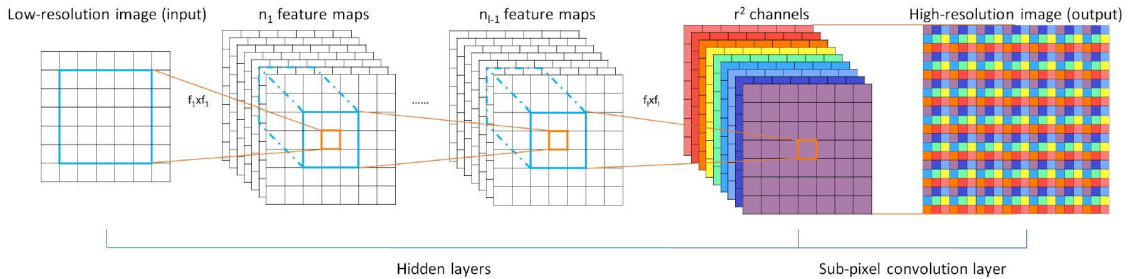 Low-resolution image (input)
n₁ feature maps
nₗ₋₁ feature maps
r² channels
High-resolution image (output)
f₁xf₁
......
fₗxfₗ
Hidden layers
Sub-pixel convolution layer